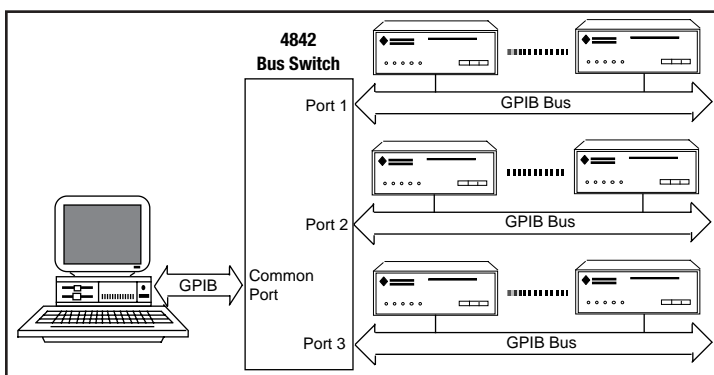 4842
Bus Switch
Port 1
GPIB Bus
Port 2
GPIB Bus
GPIB
Common
Port
Port 3
GPIB Bus